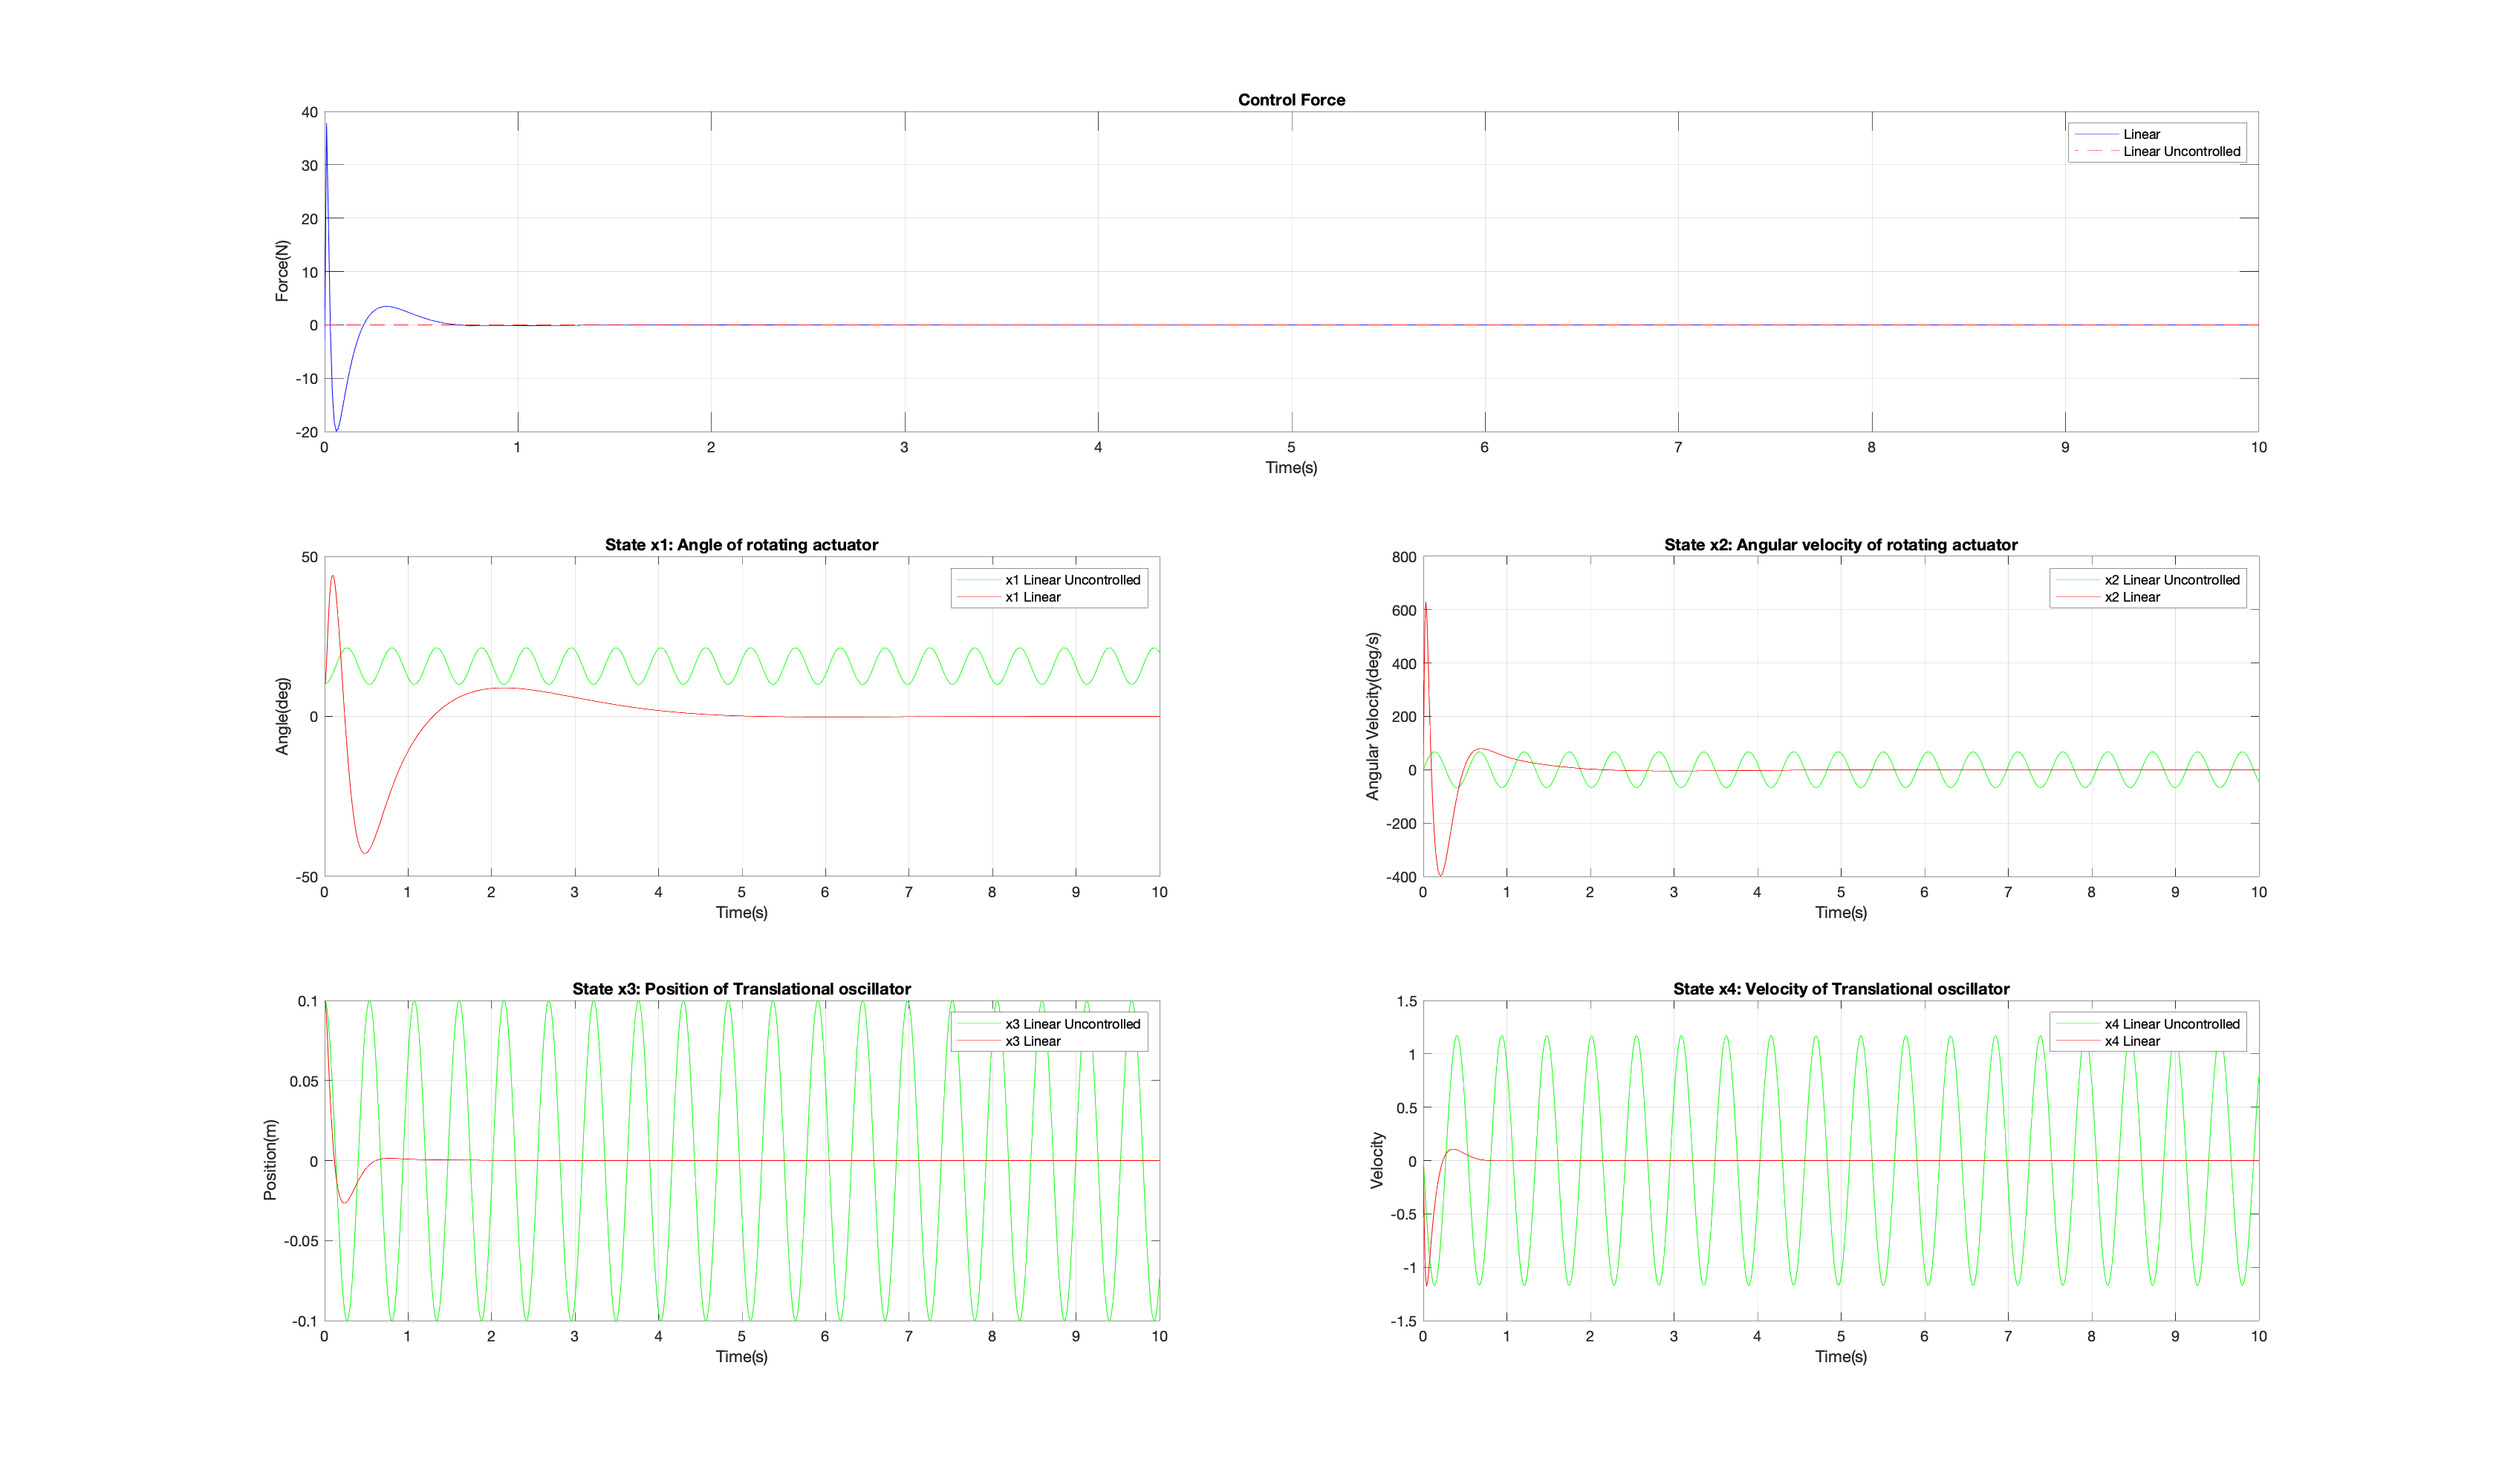 Control Force
40
30
20
10
0
-10
-20
Force(N)
Linear
Linear Uncontrolled
0 1 2 3 4 5 6 7 8 9 10
Time(s)
State x1: Angle of rotating actuator
50
0
-50
Angle(deg)
x1 Linear Uncontrolled
x1 Linear
0 1 2 3 4 5 6 7 8 9 10
Time(s)
State x2: Angular velocity of rotating actuator
800
600
400
200
0
-200
-400
Angular Velocity(deg/s)
x2 Linear Uncontrolled
x2 Linear
0 1 2 3 4 5 6 7 8 9 10
Time(s)
State x3: Position of Translational oscillator
0.1
0.05
0
-0.05
-0.1
Position(m)
x3 Linear Uncontrolled
x3 Linear
0 1 2 3 4 5 6 7 8 9 10
Time(s)
State x4: Velocity of Translational oscillator
1.5
1
0.5
0
-0.5
-1
-1.5
Velocity
x4 Linear Uncontrolled
x4 Linear
0 1 2 3 4 5 6 7 8 9 10
Time(s)